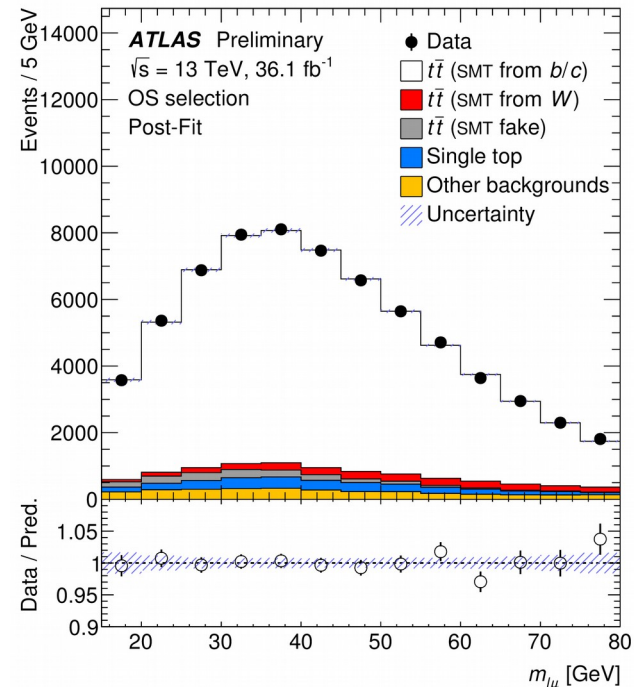 ATLAS Preliminary
√s = 13 TeV, 36.1 fb⁻¹
OS selection
Post-Fit
Data
tt̄ (SMT from b/c)
tt̄ (SMT from W)
tt̄ (SMT fake)
Single top
Other backgrounds
Uncertainty
Events / 5 GeV
14000
12000
10000
8000
6000
4000
2000
0
Data / Pred.
1.05
1
0.95
0.9
20 30 40 50 60 70 80
m_lμ [GeV]